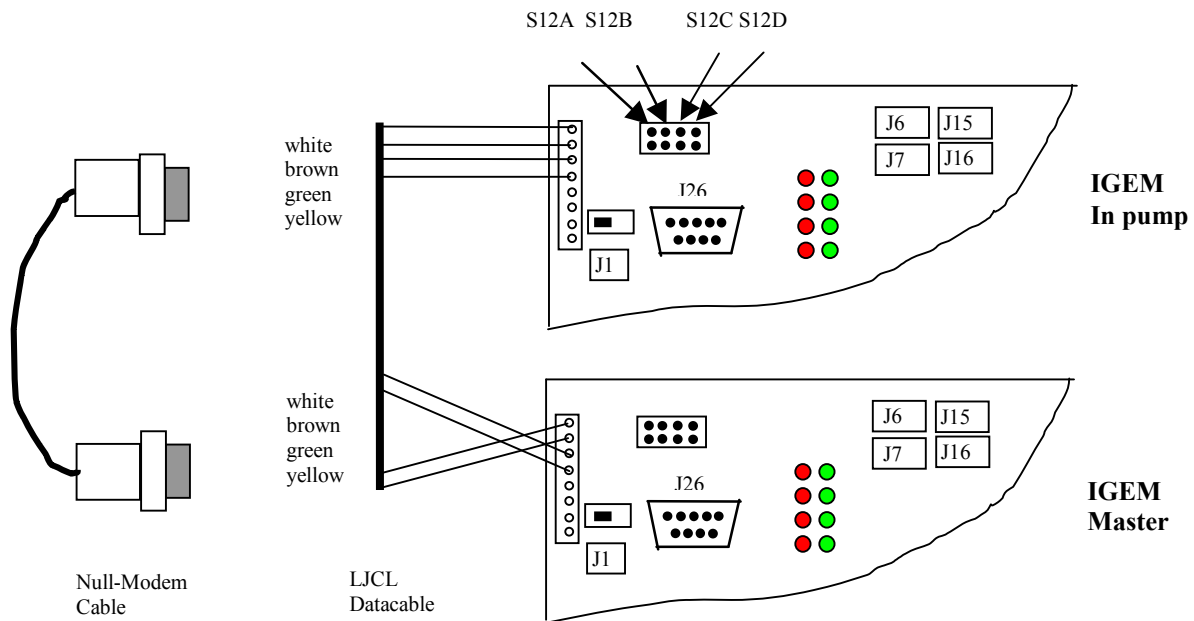 S12A S12B S12C S12D
white
brown
green
yellow
J6 J15
J7 J16
J26
J1
IGEM
In pump
white
brown
green
yellow
J6 J15
J7 J16
J26
J1
IGEM
Master
Null-Modem
Cable
LJCL
Datacable